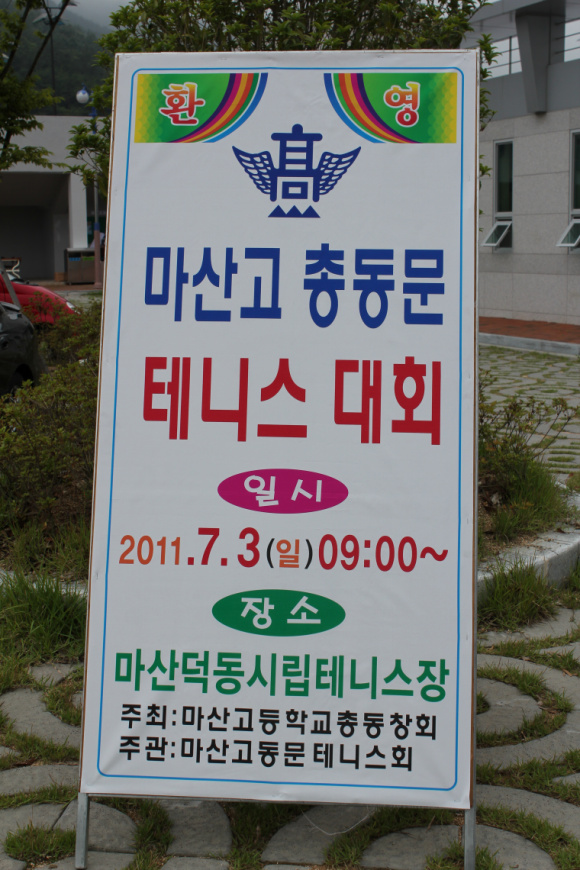 환 영
高
마산고 총동문
테니스 대회
일시
2011.7.3(일)09:00~
장소
마산덕동시립테니스장
주최:마산고등학교총동창회
주관:마산고동문 테니스회